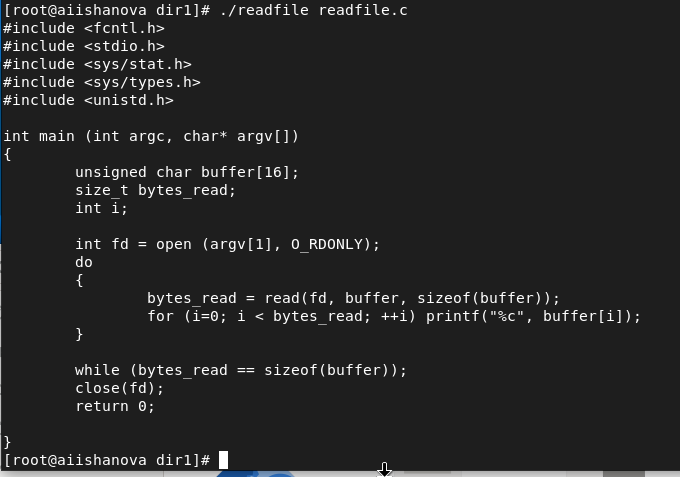 [root@aiishanova dir1]# ./readfile readfile.c
#include <fcntl.h>
#include <stdio.h>
#include <sys/stat.h>
#include <sys/types.h>
#include <unistd.h>
int main (int argc, char* argv[])
{
unsigned char buffer[16];
size_t bytes_read;
int i;
int fd = open (argv[1], O_RDONLY);
do
{
bytes_read = read(fd, buffer, sizeof(buffer));
for (i=0; i < bytes_read; ++i) printf("%c", buffer[i]);
}
while (bytes_read == sizeof(buffer));
close(fd);
return 0;
}
[root@aiishanova dir1]#